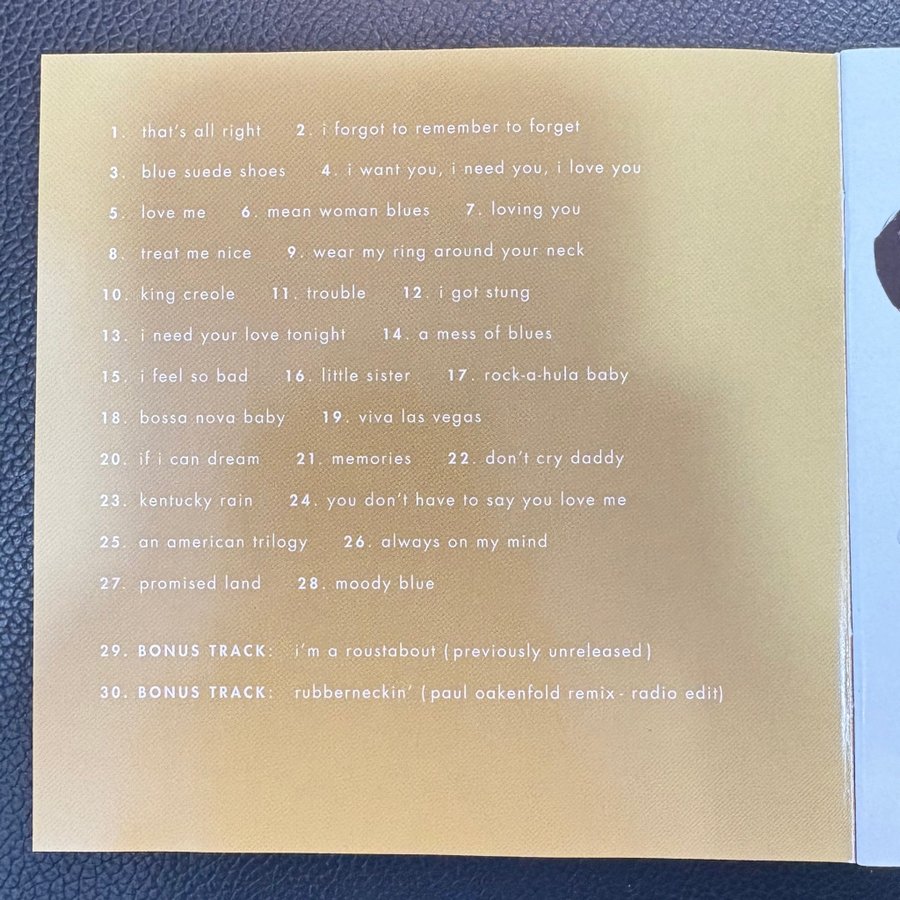 1. that's all right 2. i forgot to remember to forget
3. blue suede shoes 4. i want you, i need you, i love you
5. love me 6. mean woman blues 7. loving you
8. treat me nice 9. wear my ring around your neck
10. king creole 11. trouble 12. i got stung
13. i need your love tonight 14. a mess of blues
15. i feel so bad 16. little sister 17. rock-a-hula baby
18. bossa nova baby 19. viva las vegas
20. if i can dream 21. memories 22. don't cry daddy
23. kentucky rain 24. you don't have to say you love me
25. an american trilogy 26. always on my mind
27. promised land 28. moody blue
29. BONUS TRACK: i'm a roustabout (previously unreleased)
30. BONUS TRACK: rubberneckin' (paul oakenfold remix - radio edit)